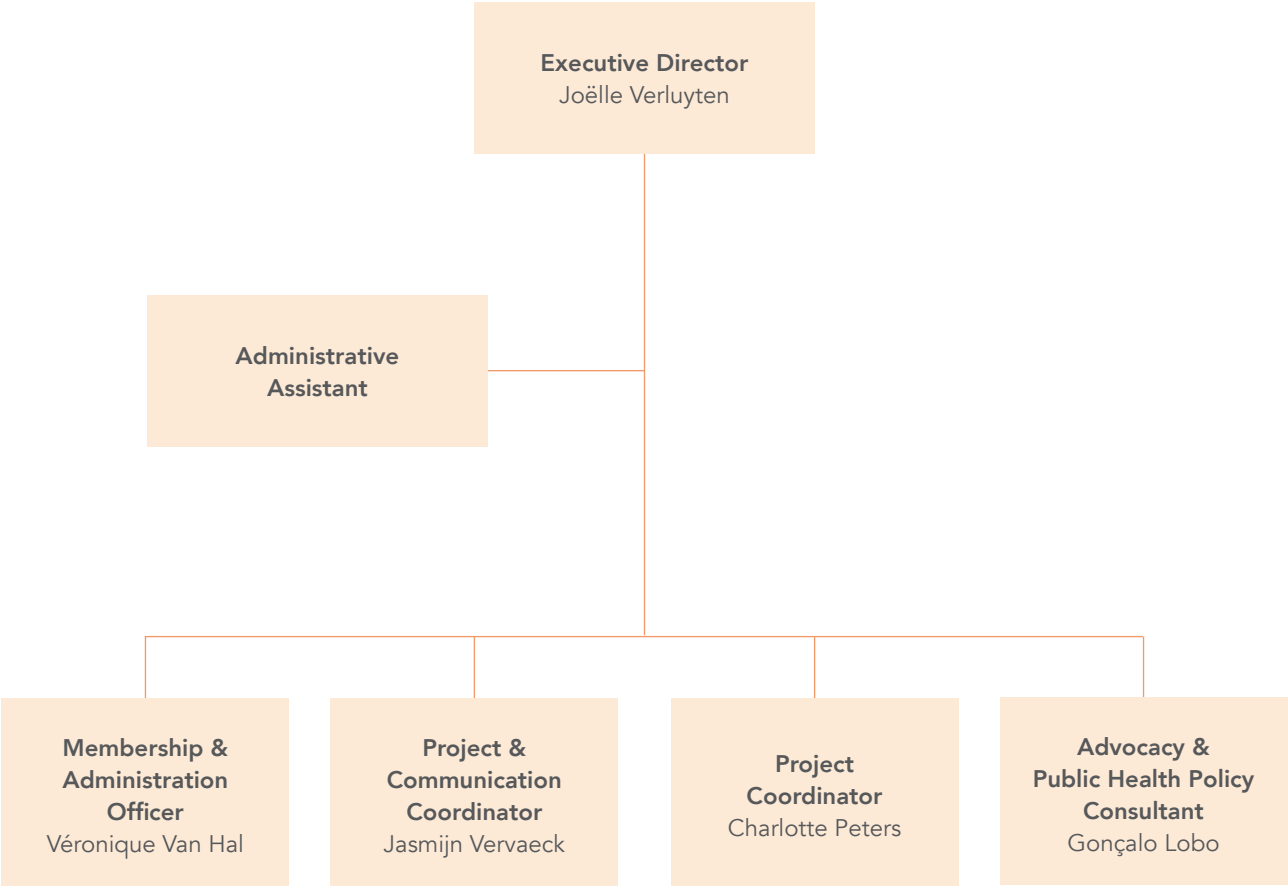 Executive Director
Joëlle Verluyten
Administrative
Assistant
Membership &
Administration
Officer
Véronique Van Hal
Project &
Communication
Coordinator
Jasmijn Vervaeck
Project
Coordinator
Charlotte Peters
Advocacy &
Public Health Policy
Consultant
Gonçalo Lobo